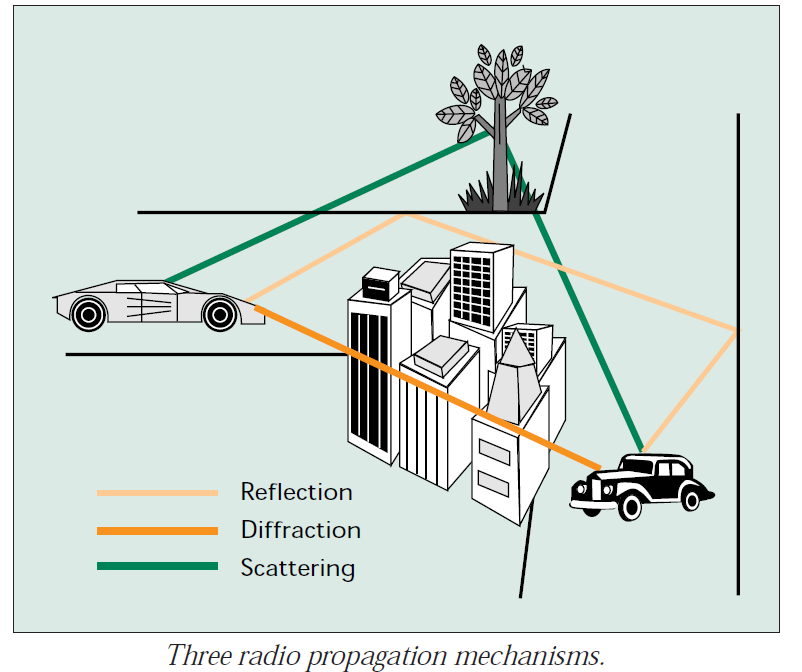 Reflection
Diffraction
Scattering
Three radio propagation mechanisms.